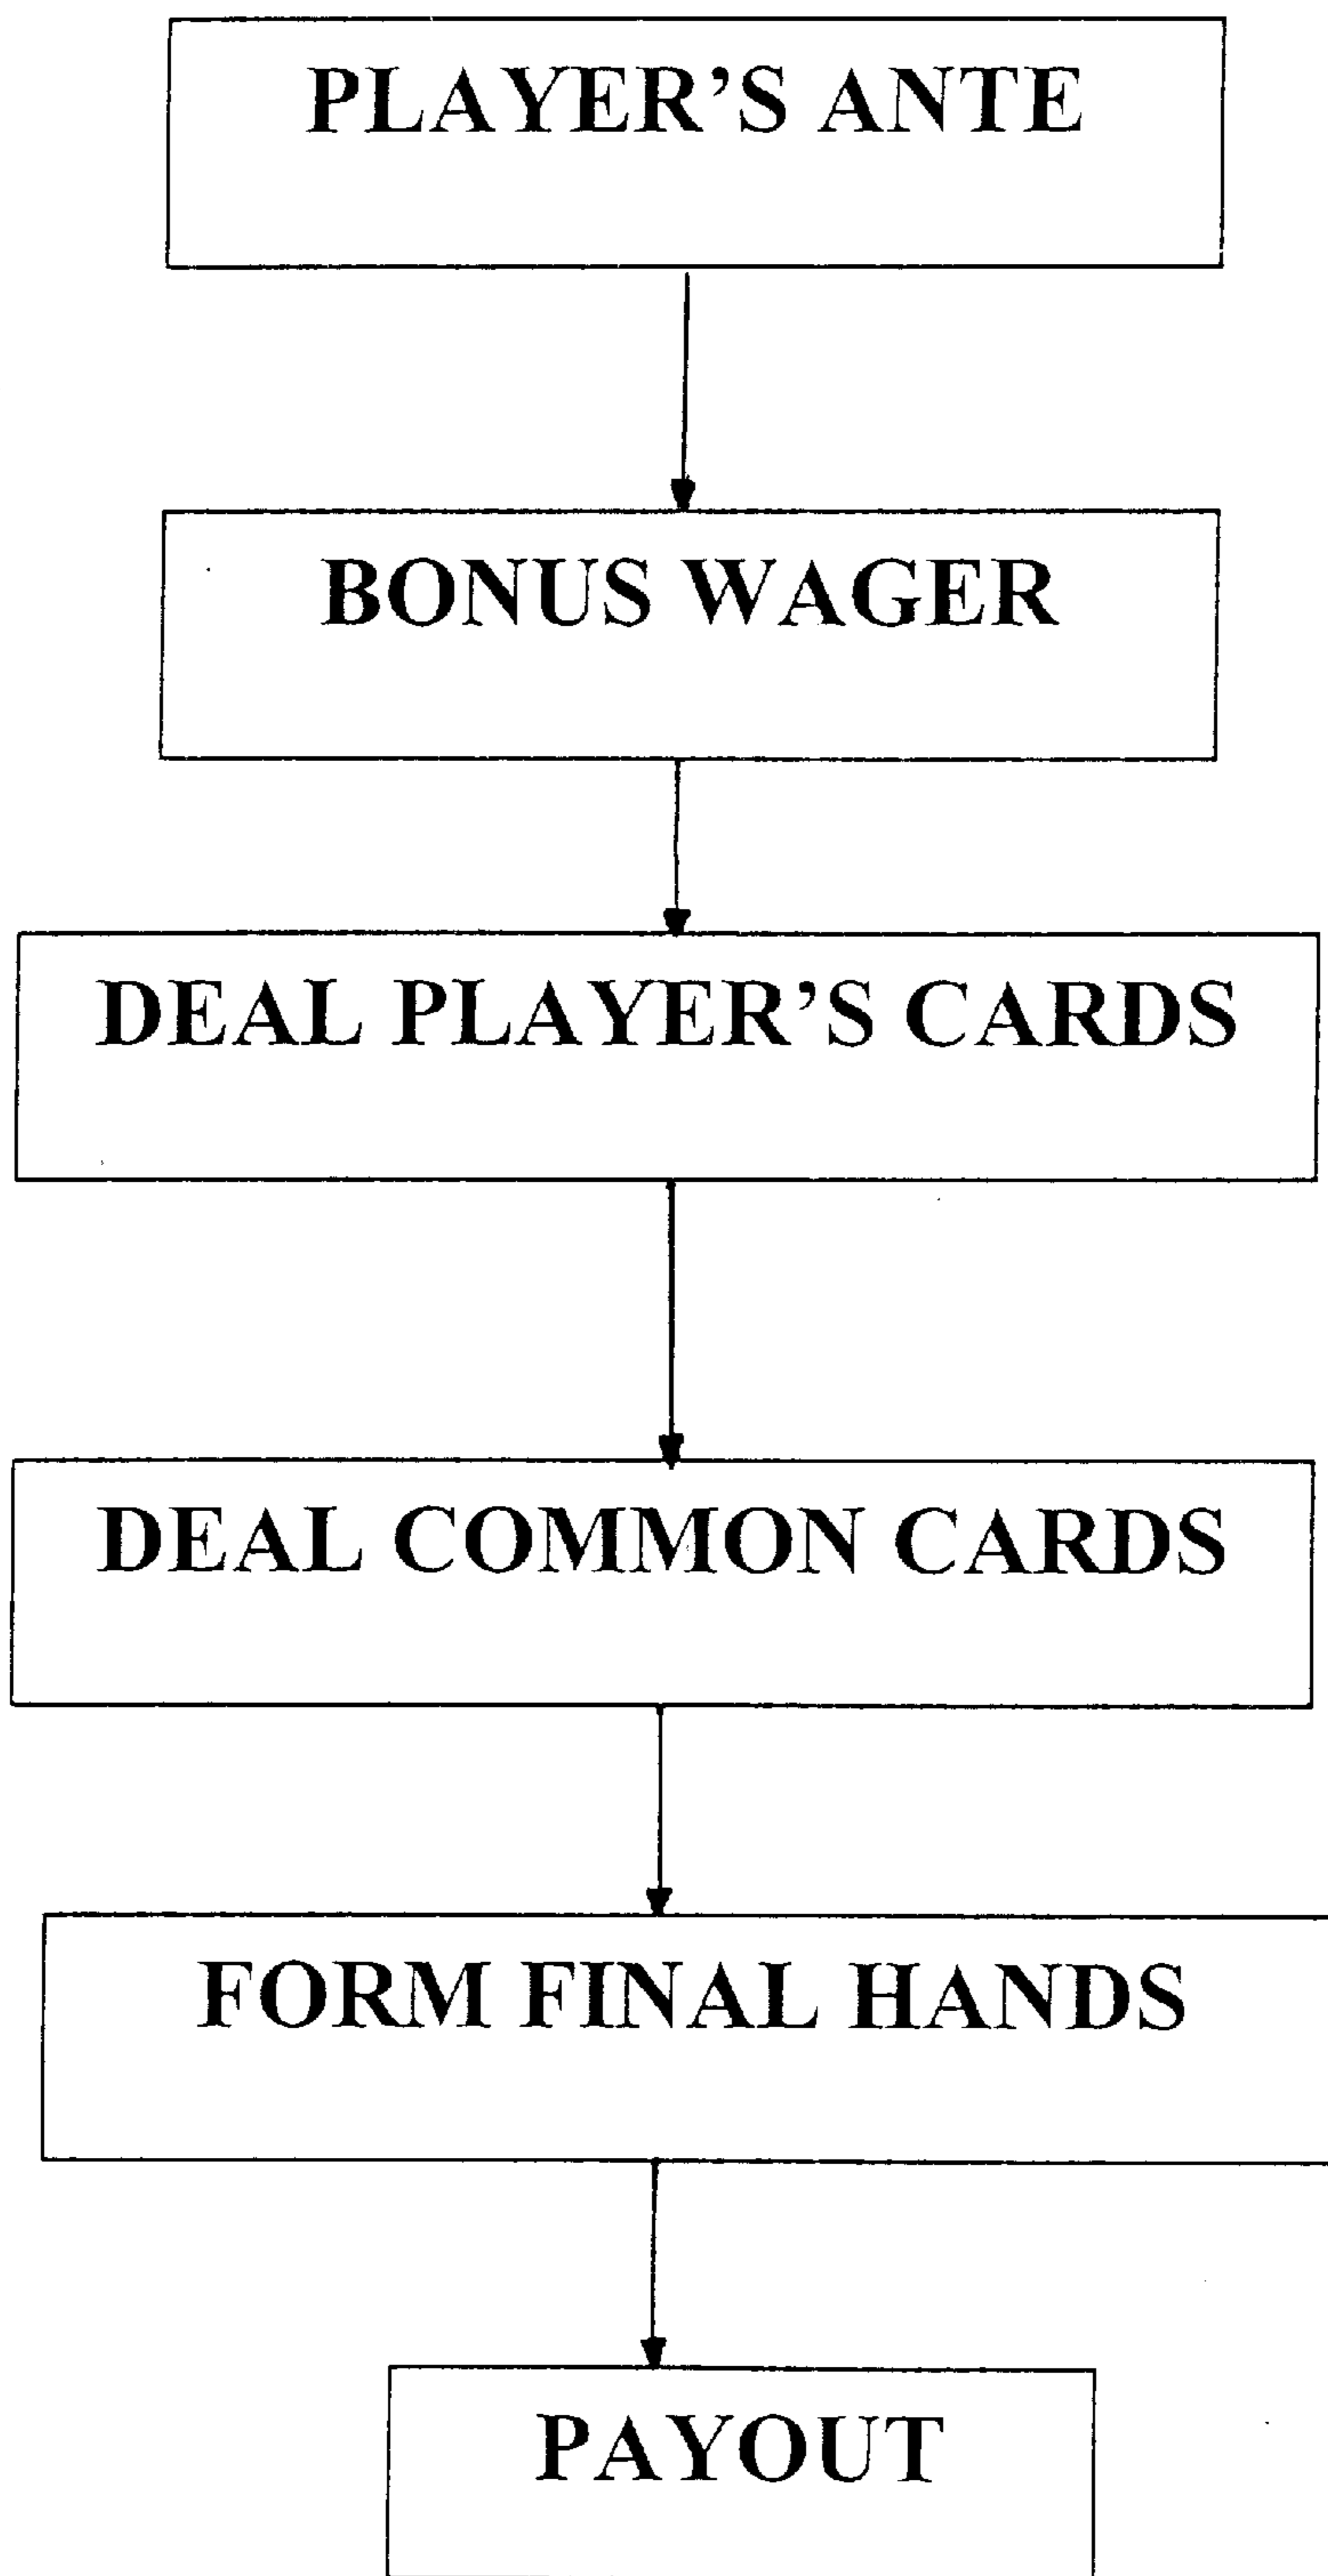 PLAYER’S ANTE
BONUS WAGER
DEAL PLAYER’S CARDS
DEAL COMMON CARDS
FORM FINAL HANDS
PAYOUT